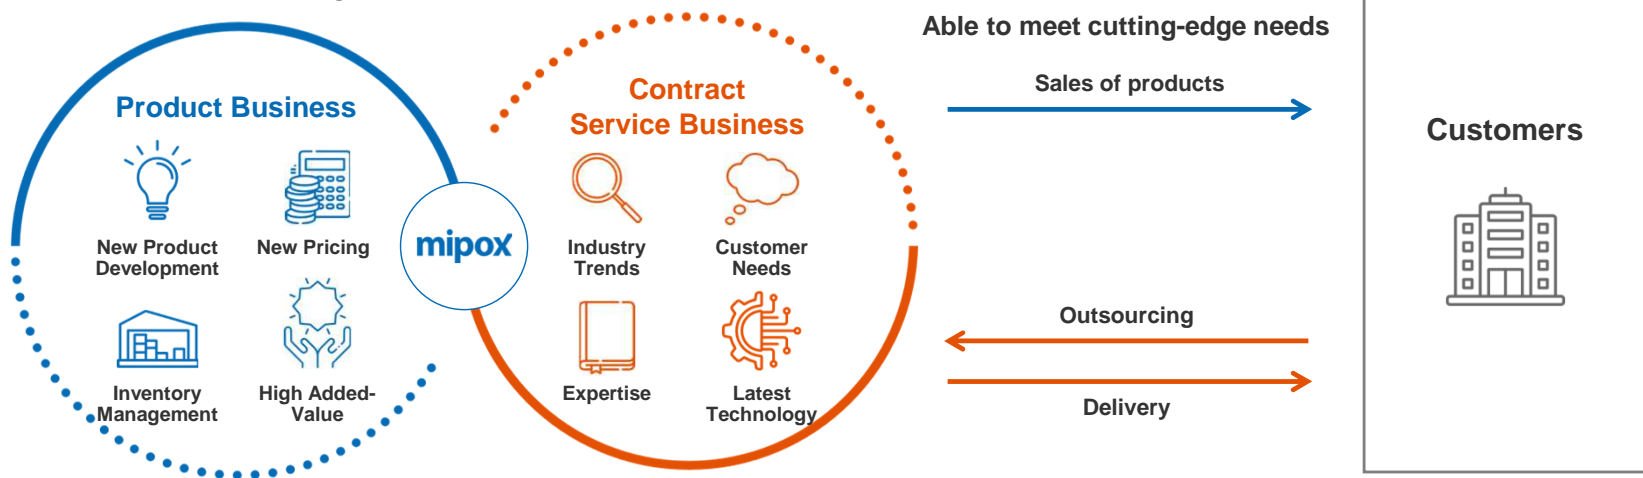 Able to meet cutting-edge needs
Product Business
New Product
Development
New Pricing
Inventory
Management
High Added-
Value
mipox
Contract
Service Business
Industry
Trends
Customer
Needs
Expertise
Latest
Technology
Sales of products
Outsourcing
Delivery
Customers